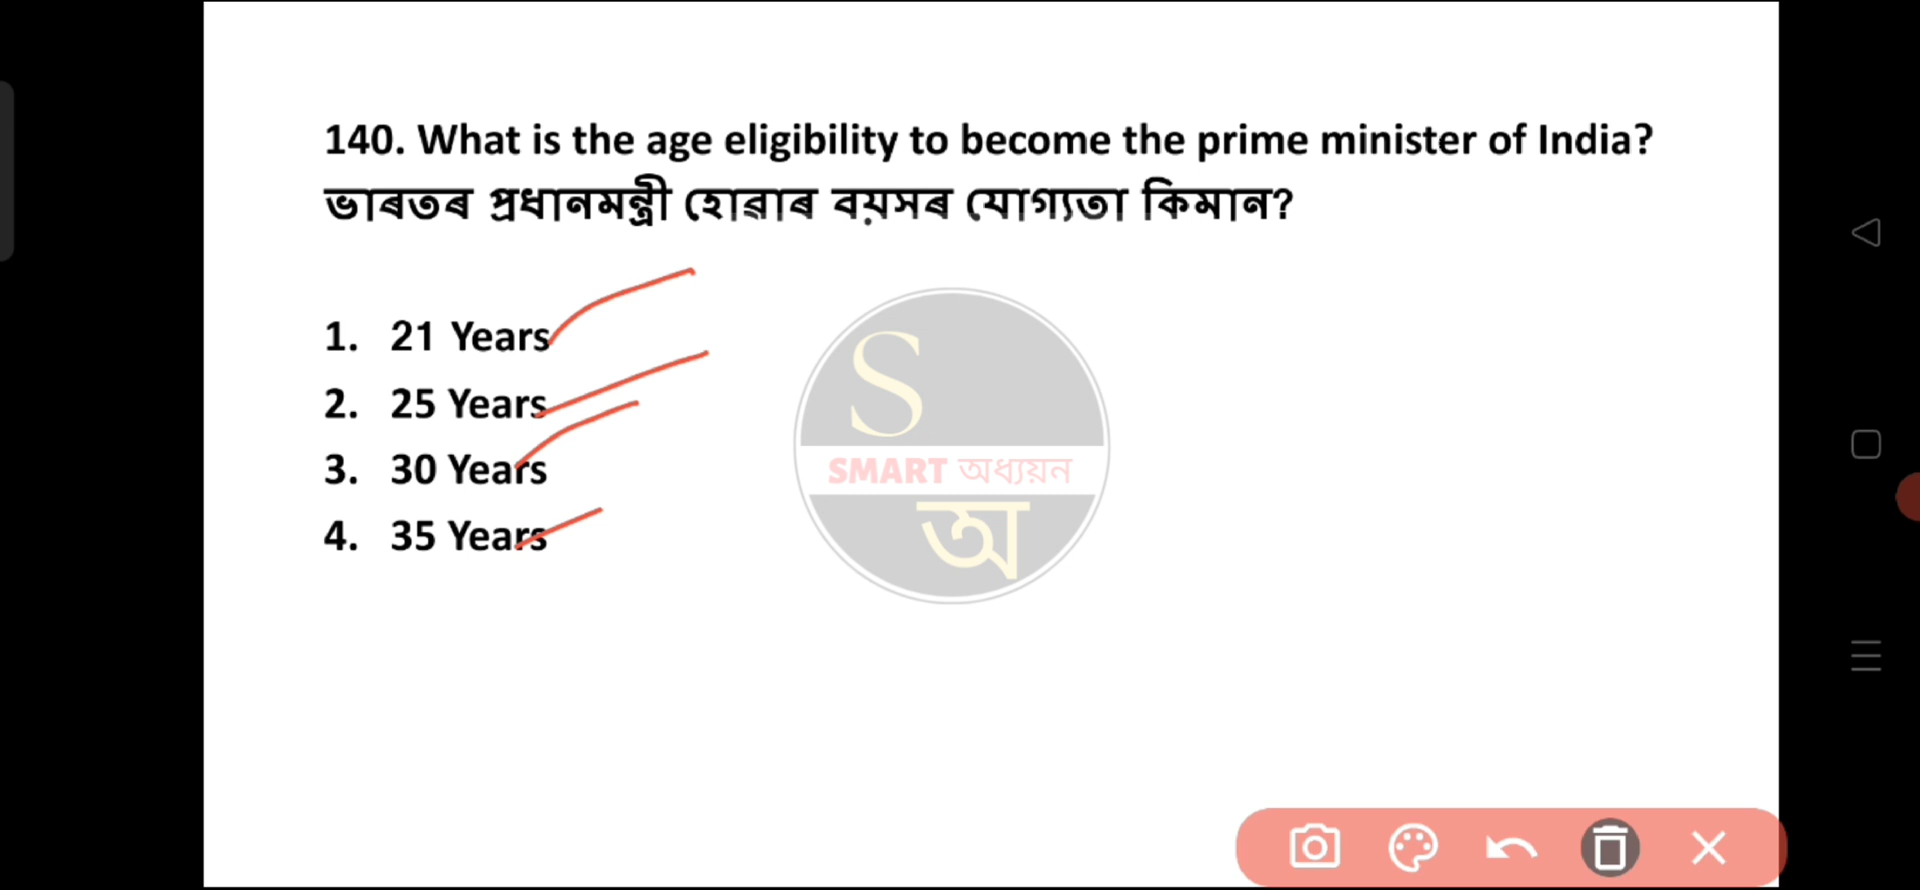 140. What is the age eligibility to become the prime minister of India?
ভাৰতৰ প্ৰধানমন্ত্ৰী হোৱাৰ বয়সৰ যোগ্যতা কিমান?
1. 21 Years
2. 25 Years
3. 30 Years
4. 35 Years
S
SMART অধ্যয়ন
অ